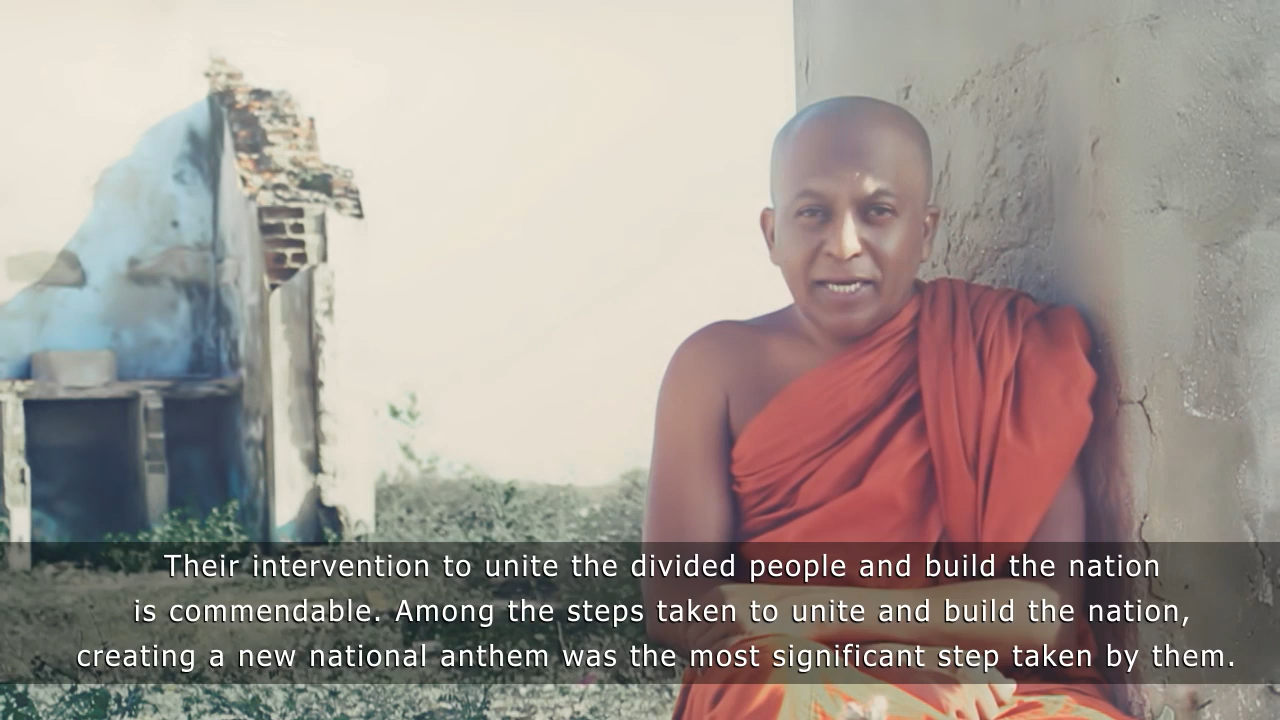 Their intervention to unite the divided people and build the nation
is commendable. Among the steps taken to unite and build the nation,
creating a new national anthem was the most significant step taken by them.